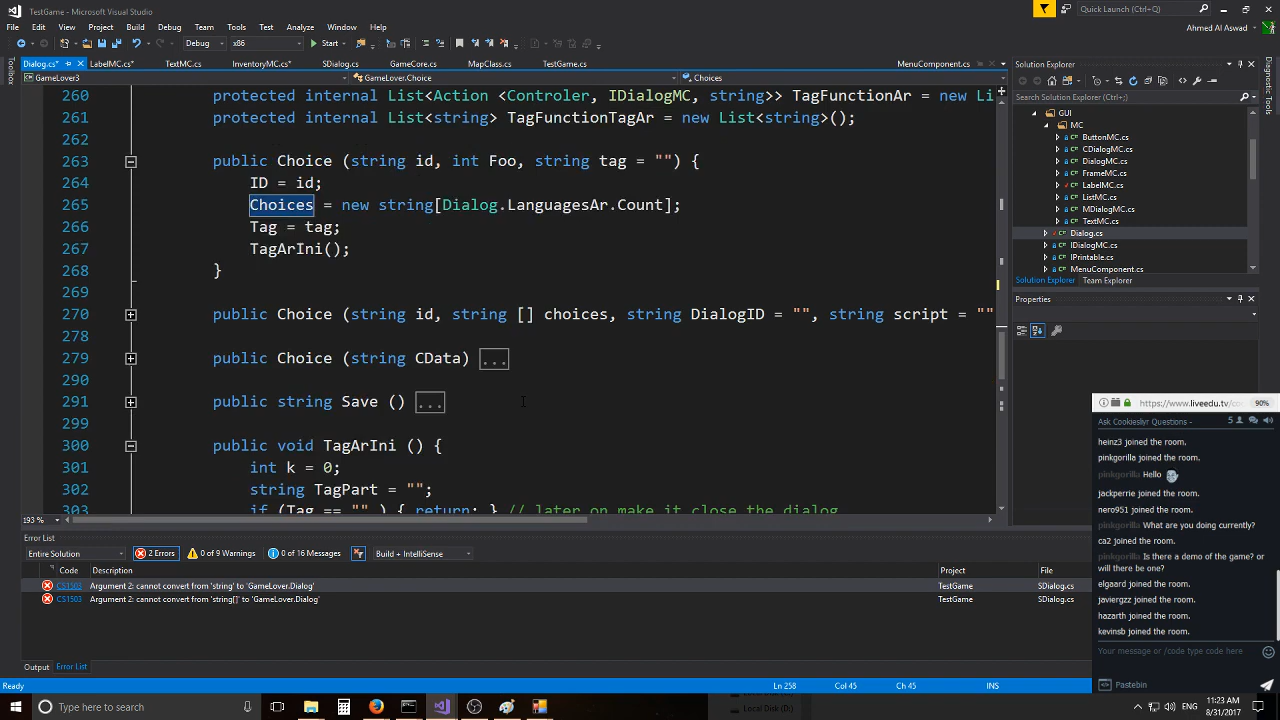 TestGame - Microsoft Visual Studio
Quick Launch (Ctrl+Q)
File Edit View Project Build Debug Team Tools Test Analyze Window Help
Ahmed Al Aswad
Debug x86 Start
Toolbox
Dialog.cs* LabelMC.cs* TextMC.cs* InventoryMC.cs* SDialog.cs GameCore.cs MapClass.cs TestGame.cs MenuComponent.cs
GameLover3 GameLover.Choice Choices
260 protected internal List<Action <Controler, IDialogMC, string>> TagFunctionAr = new Li
261 protected internal List<string> TagFunctionTagAr = new List<string>();
262
263 public Choice (string id, int Foo, string tag = "") {
264 ID = id;
265 Choices = new string[Dialog.LanguagesAr.Count];
266 Tag = tag;
267 TagArIni();
268 }
269
270 public Choice (string id, string [] choices, string DialogID = "", string script = ""
278
279 public Choice (string CData) ...
290
291 public string Save () ...
299
300 public void TagArIni () {
301 int k = 0;
302 string TagPart = "";
303 if (Tag == "" ) { return; } // later on make it close the dialog
193 %
Solution Explorer
Search Solution Explorer (Ctrl+;)
GUI
MC
ButtonMC.cs
CDialogMC.cs
DialogMC.cs
FrameMC.cs
LabelMC.cs
ListMC.cs
MDialogMC.cs
TextMC.cs
Dialog.cs
IDialogMC.cs
IPrintable.cs
MenuComponent.cs
Solution Explorer Team Explorer
Properties
Diagnostic Tools
Error List
Entire Solution 2 Errors 0 of 9 Warnings 0 of 16 Messages Build + IntelliSense
Code Description Project File
CS1503 Argument 2: cannot convert from 'string' to 'GameLover.Dialog' TestGame SDialog.cs
CS1503 Argument 2: cannot convert from 'string[]' to 'GameLover.Dialog' TestGame SDialog.cs
Output Error List
Ready Ln 258 Col 45 Ch 45 INS
https://www.liveedu.tv/co 90%
Ask Cookiesliyr Questions - 5
heinz3 joined the room.
pinkgorilla joined the room.
pinkgorilla Hello
jackperrie joined the room.
nero951 joined the room.
pinkgorilla What are you doing currently?
ca2 joined the room.
pinkgorilla Is there a demo of the game? or
will there be one?
elgaard joined the room.
javiergzz joined the room.
hazarth joined the room.
kevinsb joined the room.
Your message or /code type code here
Pastebin
Local Disk (D:)
Type here to search
ENG
11:23 AM
8/31/2017